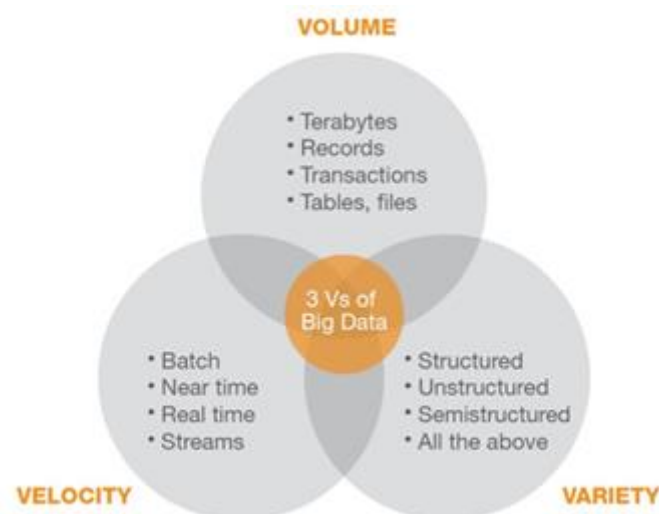 VOLUME
• Terabytes
• Records
• Transactions
• Tables, files
3 Vs of
Big Data
• Batch
• Near time
• Real time
• Streams
• Structured
• Unstructured
• Semistructured
• All the above
VELOCITY
VARIETY